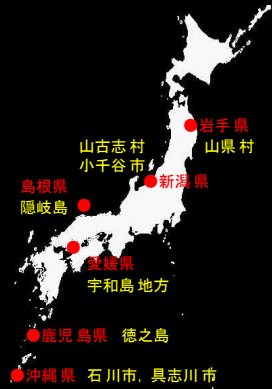 岩手県
山県村
山古志村
小千谷市
新潟県
島根県
隠岐島
愛媛県
宇和島地方
鹿児島県 徳之島
沖縄県 石川市, 具志川市